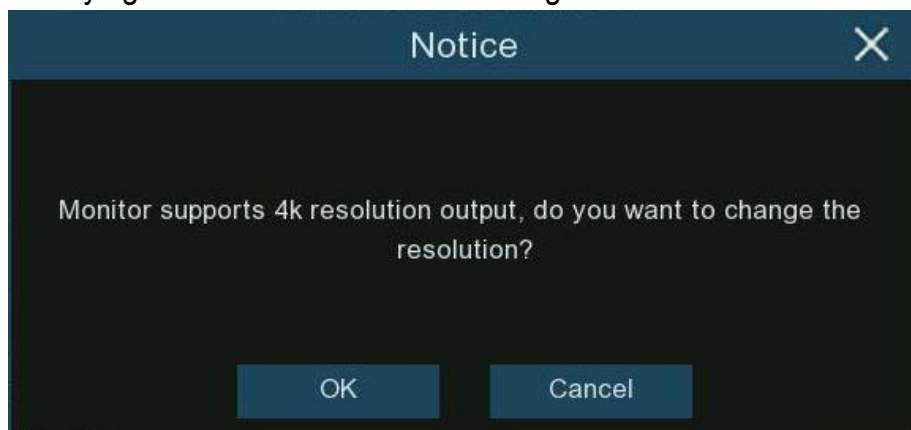 Notice
Monitor supports 4k resolution output, do you want to change the
resolution?
OK Cancel